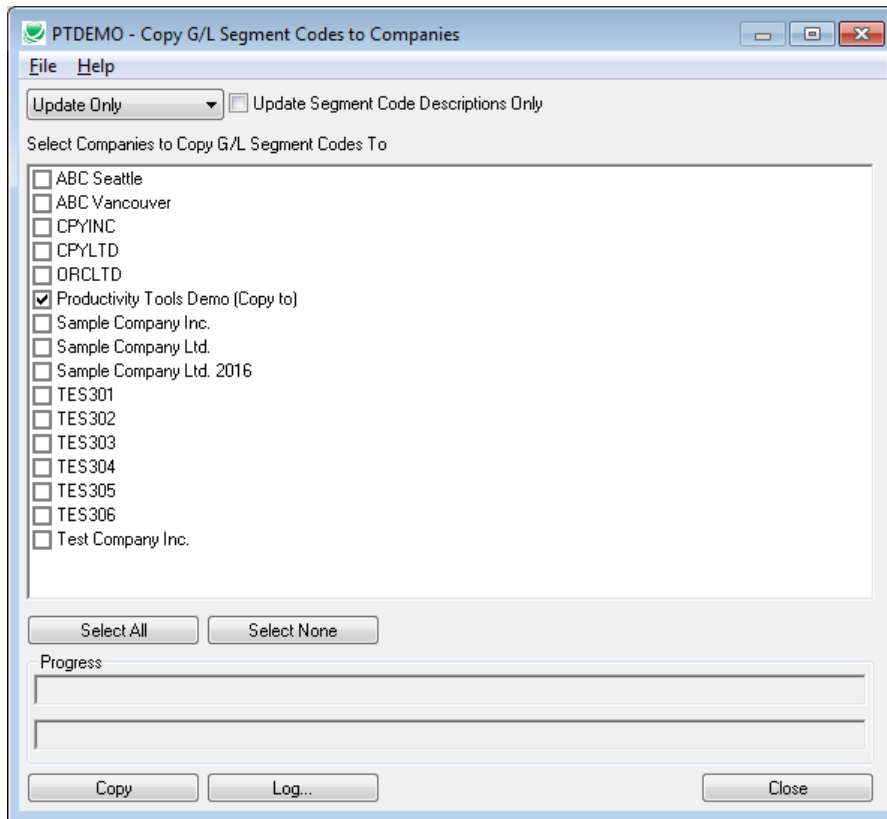 PTDEMO - Copy G/L Segment Codes to Companies
File Help
Update Only Update Segment Code Descriptions Only
Select Companies to Copy G/L Segment Codes To
ABC Seattle
ABC Vancouver
CPYINC
CPYLTD
ORCLTD
Productivity Tools Demo (Copy to)
Sample Company Inc.
Sample Company Ltd.
Sample Company Ltd. 2016
TES301
TES302
TES303
TES304
TES305
TES306
Test Company Inc.
Select All Select None
Progress
Copy Log... Close